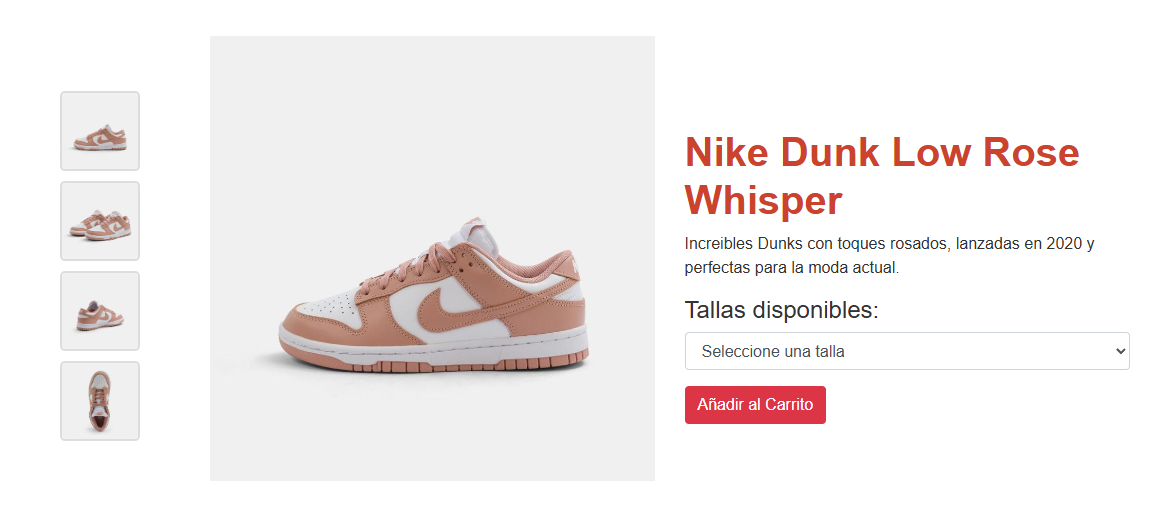 Nike Dunk Low Rose
Whisper
Increibles Dunks con toques rosados, lanzadas en 2020 y
perfectas para la moda actual.
Tallas disponibles:
Seleccione una talla
Añadir al Carrito